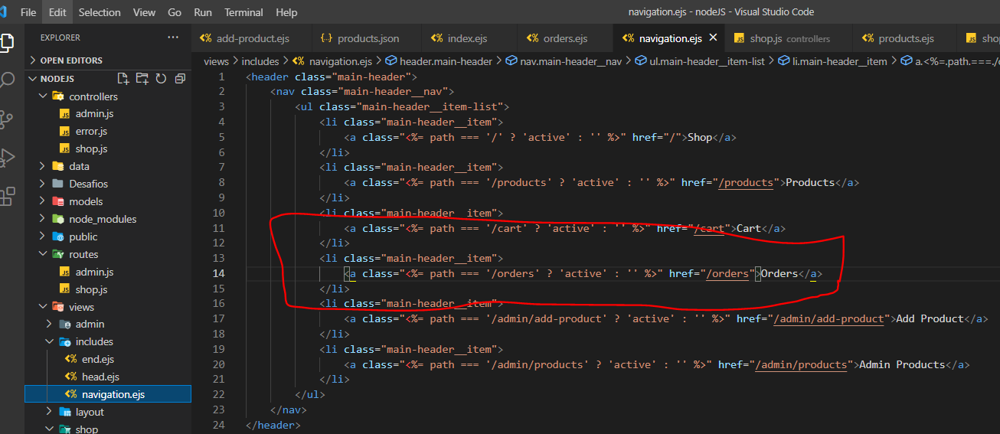 File Edit Selection View Go Run Terminal Help navigation.ejs - nodeJS - Visual Studio Code
EXPLORER ··· add-product.ejs {··} products.json index.ejs orders.ejs navigation.ejs JS shop.js controllers products.ejs JS sho
OPEN EDITORS
views > includes > navigation.ejs > header.main-header > nav.main-header__nav > ul.main-header__item-list > li.main-header__item > a.<%=.path.===./
NODEJS
controllers
JS admin.js
JS error.js
JS shop.js
data
Desafios
models
node_modules
public
routes
JS admin.js
JS shop.js
views
admin
includes
end.ejs
head.ejs
navigation.ejs
layout
shop
1 <header class="main-header">
2 <nav class="main-header__nav">
3 <ul class="main-header__item-list">
4 <li class="main-header__item">
5 <a class="<%= path === '/' ? 'active' : '' %>" href="/">Shop</a>
6 </li>
7 <li class="main-header__item">
8 <a class="<%= path === '/products' ? 'active' : '' %>" href="/products">Products</a>
9 </li>
10 <li class="main-header__item">
11 <a class="<%= path === '/cart' ? 'active' : '' %>" href="/cart">Cart</a>
12 </li>
13 <li class="main-header__item">
14 <a class="<%= path === '/orders' ? 'active' : '' %>" href="/orders">Orders</a>
15 </li>
16 <li class="main-header__item">
17 <a class="<%= path === '/admin/add-product' ? 'active' : '' %>" href="/admin/add-product">Add Product</a>
18 </li>
19 <li class="main-header__item">
20 <a class="<%= path === '/admin/products' ? 'active' : '' %>" href="/admin/products">Admin Products</a>
21 </li>
22 </ul>
23 </nav>
24 </header>